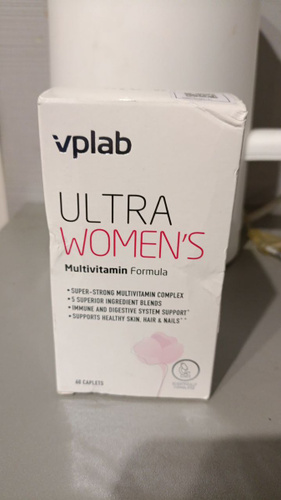 vplab
ULTRA
WOMEN'S
Multivitamin Formula
• SUPER-STRONG MULTIVITAMIN COMPLEX
• 5 SUPERIOR INGREDIENT BLENDS
• IMMUNE AND DIGESTIVE SYSTEM SUPPORT*
• SUPPORTS HEALTHY SKIN, HAIR & NAILS**
60 CAPLETS